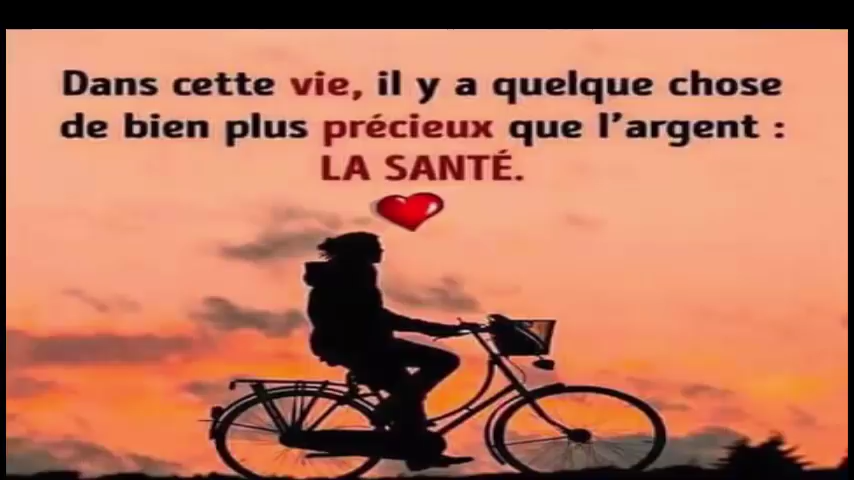 Dans cette vie, il y a quelque chose
de bien plus précieux que l'argent :
LA SANTÉ.